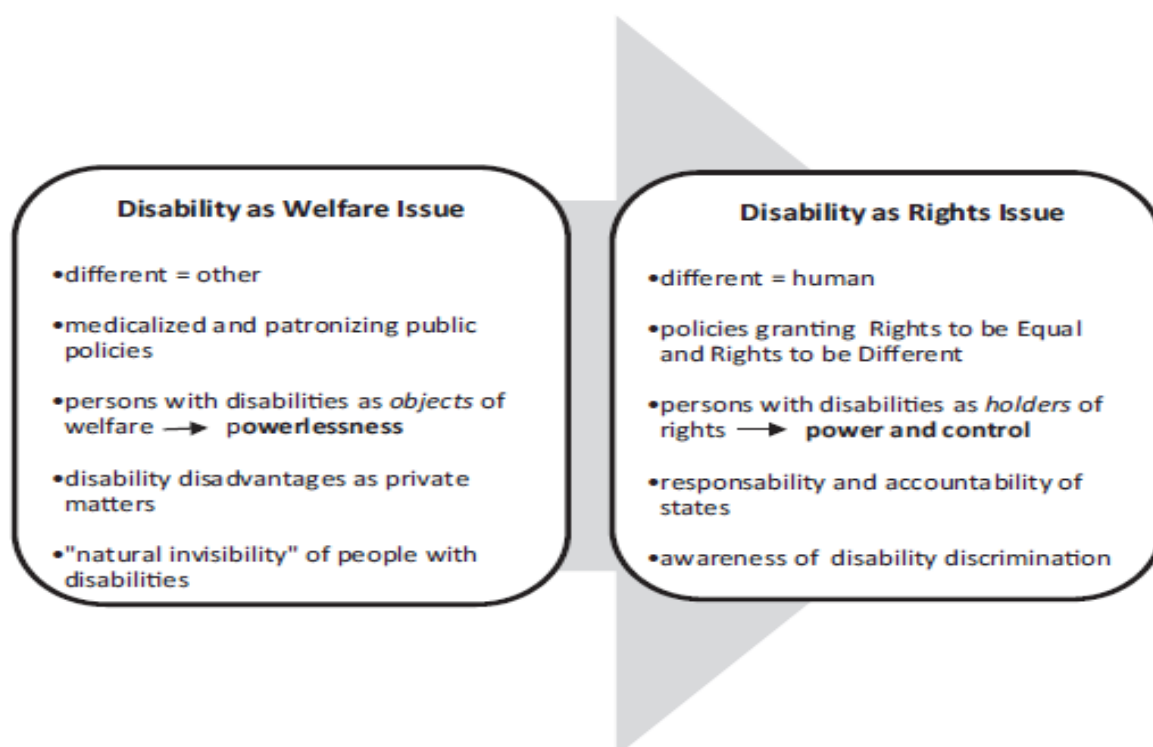 Disability as Welfare Issue
•different = other
•medicalized and patronizing public
policies
•persons with disabilities as objects of
welfare → powerlessness
•disability disadvantages as private
matters
•"natural invisibility" of people with
disabilities
Disability as Rights Issue
•different = human
•policies granting Rights to be Equal
and Rights to be Different
•persons with disabilities as holders of
rights → power and control
•responsability and accountability of
states
•awareness of disability discrimination